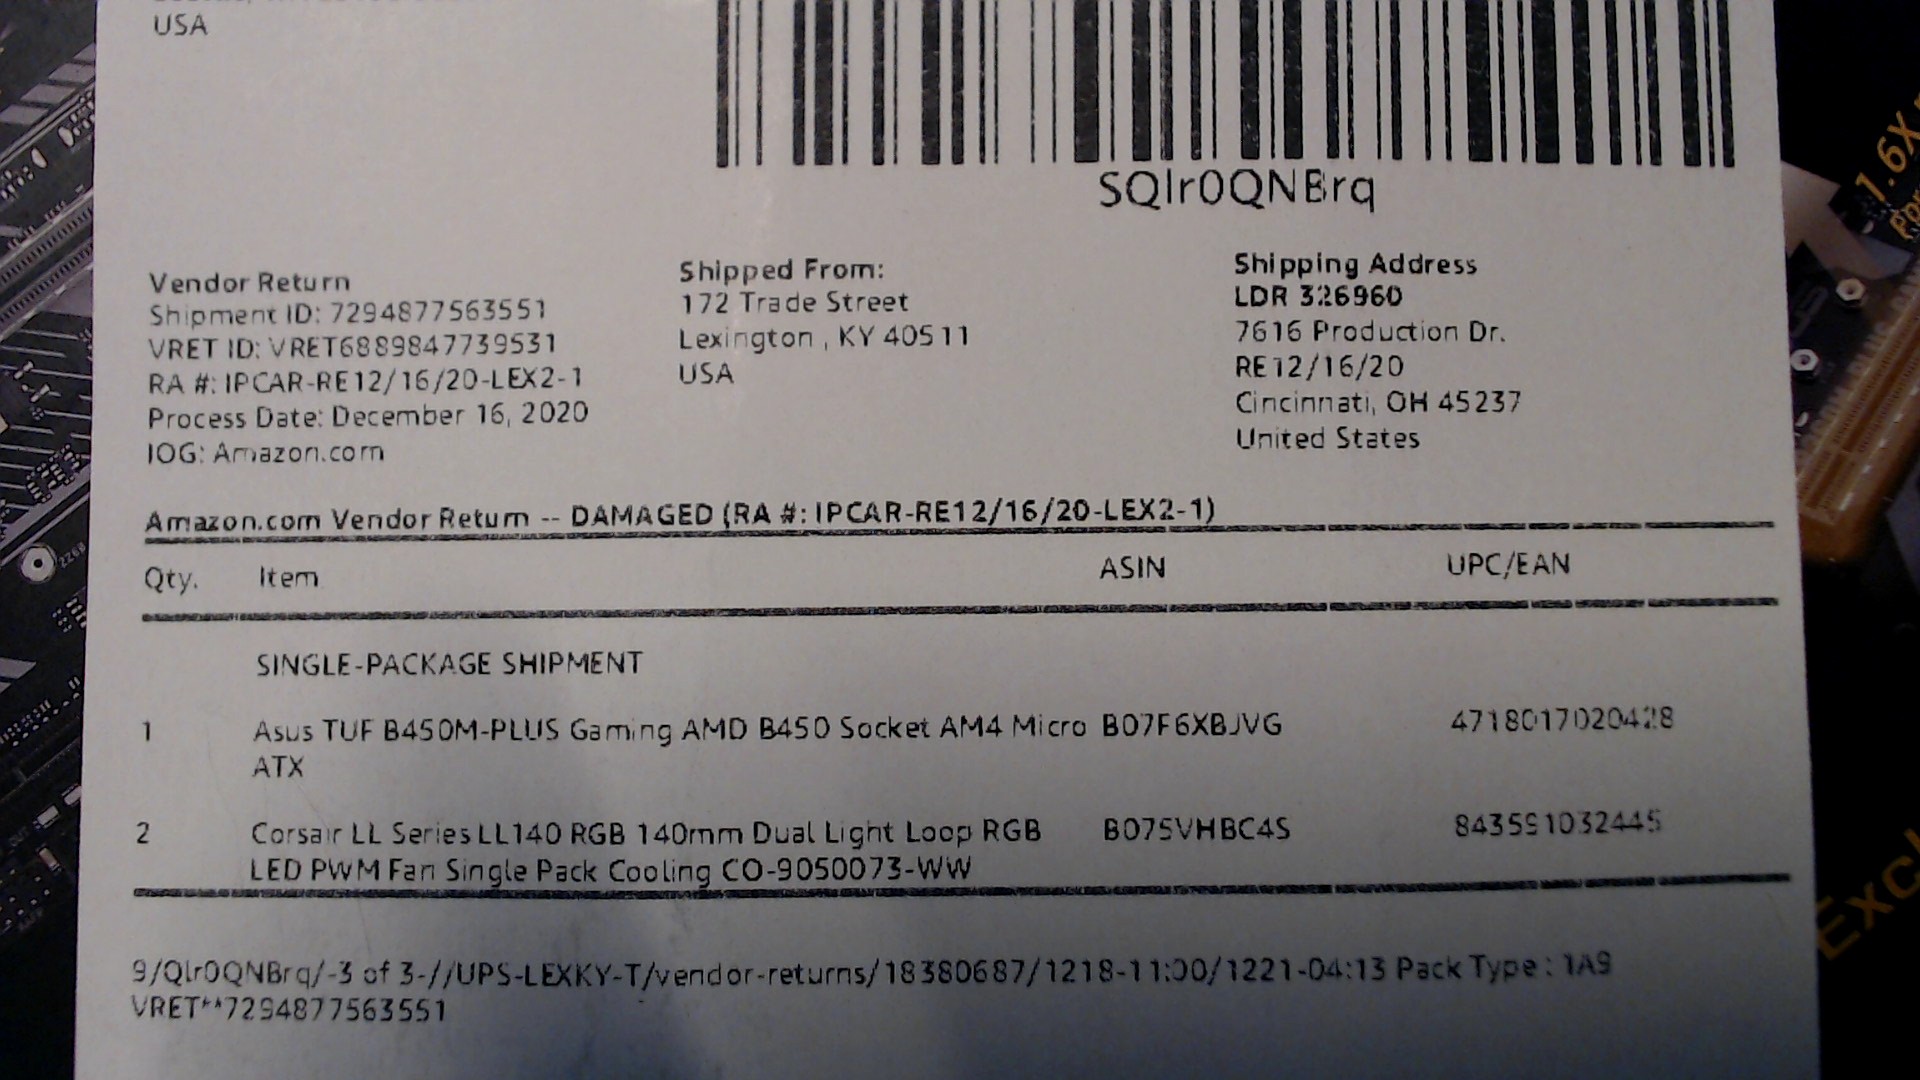 USA
SQlr0QNBrq
Vendor Return
Shipment ID: 7294877563551
VRET ID: VRET6889847739531
RA #: IPCAR-RE12/16/20-LEX2-1
Process Date: December 16, 2020
IOG: Amazon.com
Shipped From:
172 Trade Street
Lexington , KY 40511
USA
Shipping Address
LDR 326960
7616 Production Dr.
RE12/16/20
Cincinnati, OH 45237
United States
Amazon.com Vendor Return -- DAMAGED (RA #: IPCAR-RE12/16/20-LEX2-1)
Qty. Item ASIN UPC/EAN
SINGLE-PACKAGE SHIPMENT
1 Asus TUF B450M-PLUS Gaming AMD B450 Socket AM4 Micro B07F6XBJVG 4718017020428
ATX
2 Corsair LL Series LL140 RGB 140mm Dual Light Loop RGB B075VHBC4S 843591032445
LED PWM Fan Single Pack Cooling CO-9050073-WW
9/Qlr0QNBrq/-3 of 3-//UPS-LEXKY-T/vendor-returns/18380687/1218-11:00/1221-04:13 Pack Type : 1A9
VRET**7294877563551
1.6X
Excl
2260